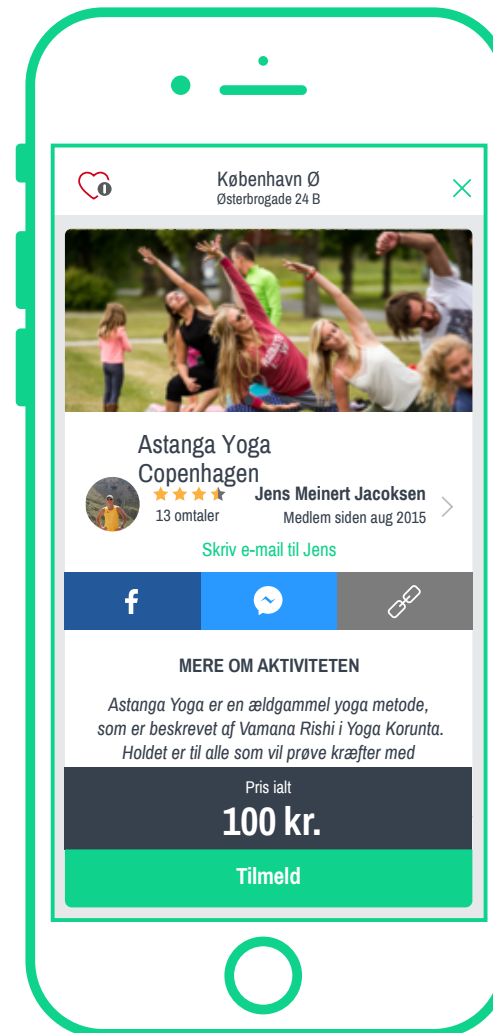 København Ø
Østerbrogade 24 B
0
Astanga Yoga
Copenhagen
Jens Meinert Jacoksen
13 omtaler
Medlem siden aug 2015
Skriv e-mail til Jens
f
MERE OM AKTIVITETEN
Astanga Yoga er en ældgammel yoga metode,
som er beskrevet af Vamana Rishi i Yoga Korunta.
Holdet er til alle som vil prøve kræfter med
Pris ialt
100 kr.
Tilmeld